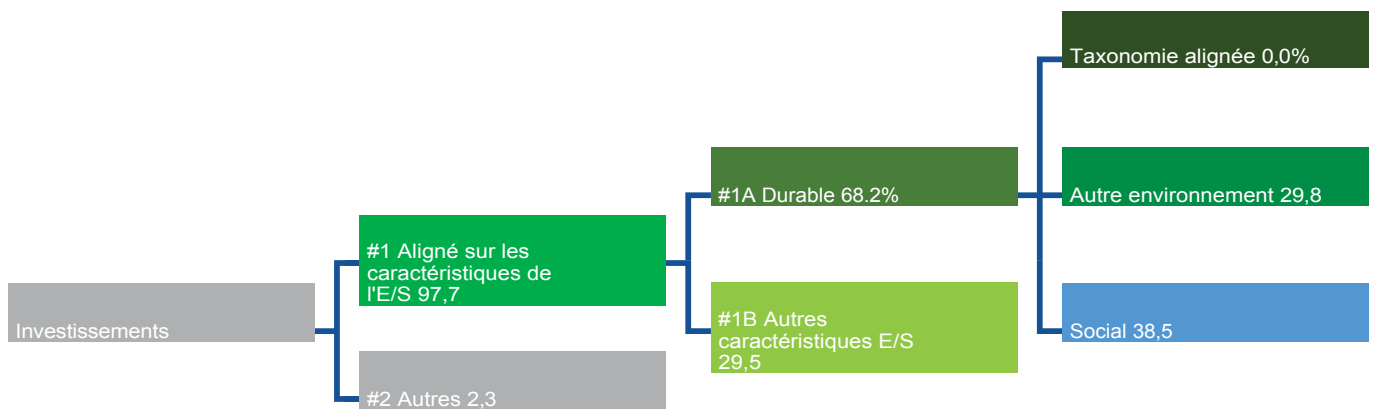 Taxonomie alignée 0,0%
#1A Durable 68.2%
Autre environnement 29,8
#1 Aligné sur les
caractéristiques de
l'E/S 97,7
Investissements
#1B Autres
caractéristiques E/S
29,5
Social 38,5
#2 Autres 2,3